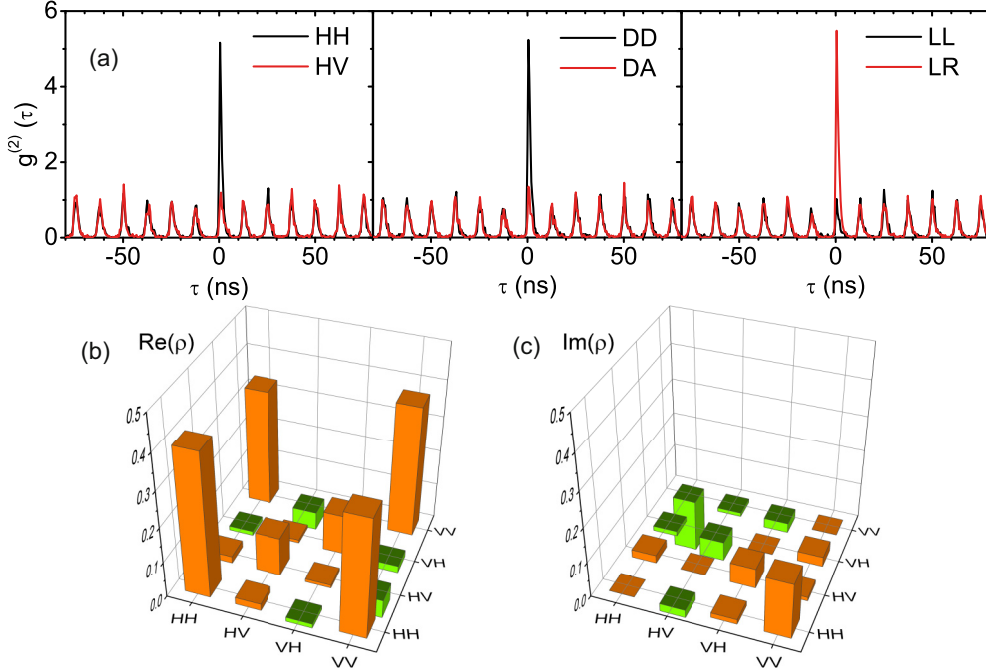 6
4
2
0
g(2) (τ)
(a)
HH
HV
DD
DA
LL
LR
-50 0 50 -50 0 50 -50 0 50
τ (ns) τ (ns) τ (ns)
(b) Re(ρ)
0.5
0.4
0.3
0.2
0.1
0.0
HH
HV
VH
VV
VV
VH
HV
HH
(c) Im(ρ)
0.5
0.4
0.3
0.2
0.1
0.0
HH
HV
VH
VV
VV
VH
HV
HH